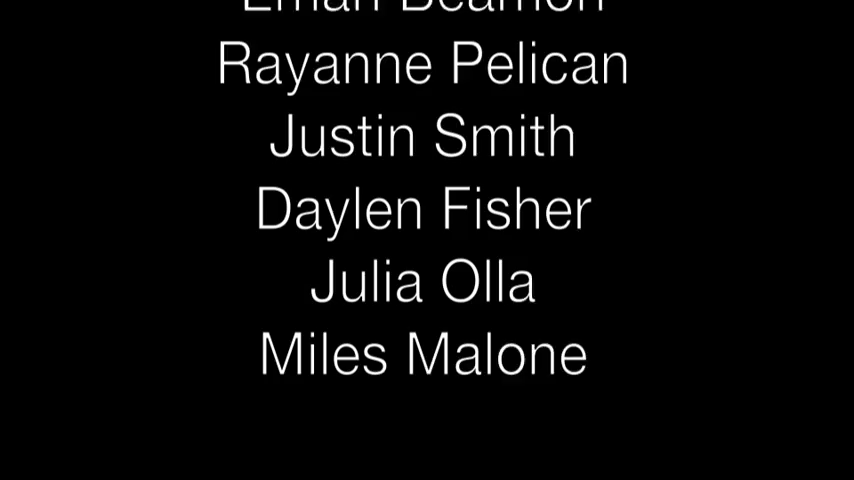 Rayanne Pelican
Justin Smith
Daylen Fisher
Julia Olla
Miles Malone